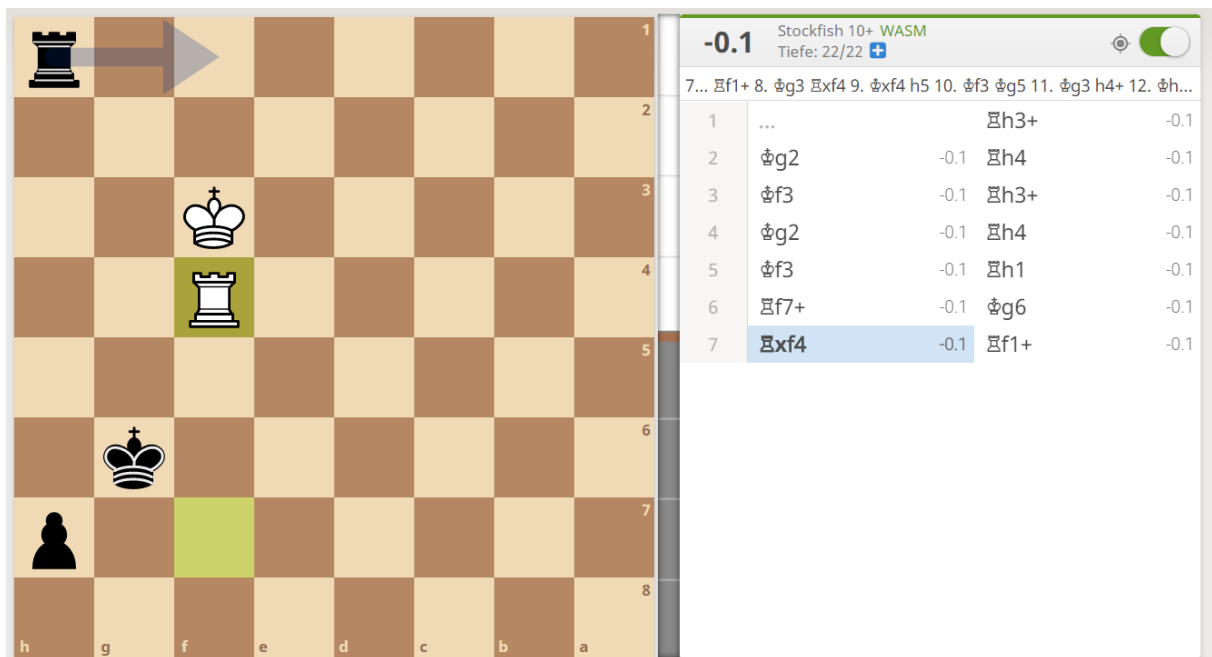 1
2
3
4
5
6
7
8
h g f e d c b a
-0.1
Stockfish 10+ WASM
Tiefe: 22/22 +
7... ♖f1+ 8. ♔g3 ♖xf4 9. ♔xf4 h5 10. ♔f3 ♔g5 11. ♔g3 h4+ 12. ♔h...
1 ... ♖h3+ -0.1
2 ♔g2 -0.1 ♖h4 -0.1
3 ♔f3 -0.1 ♖h3+ -0.1
4 ♔g2 -0.1 ♖h4 -0.1
5 ♔f3 -0.1 ♖h1 -0.1
6 ♖f7+ -0.1 ♔g6 -0.1
7 ♖xf4 -0.1 ♖f1+ -0.1